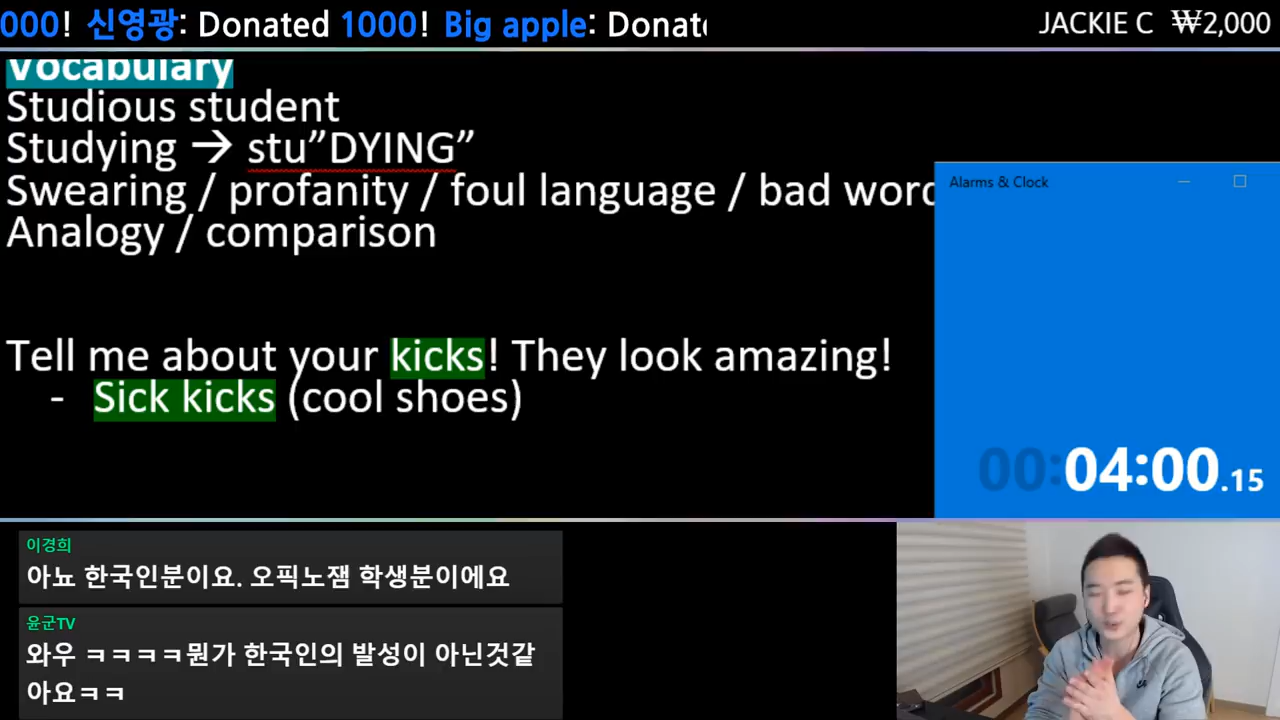 000! 신영광: Donated 1000! Big apple: Donate
JACKIE C ₩2,000
Vocabulary
Studious student
Studying → stu”DYING”
Swearing / profanity / foul language / bad word
Analogy / comparison
Alarms & Clock
Tell me about your kicks! They look amazing!
- Sick kicks (cool shoes)
00:04:00.15
이경희
아뇨 한국인분이요. 오픽노잼 학생분이에요
윤군TV
와우 ㅋㅋㅋㅋ뭔가 한국인의 발성이 아닌것같
아요ㅋㅋ